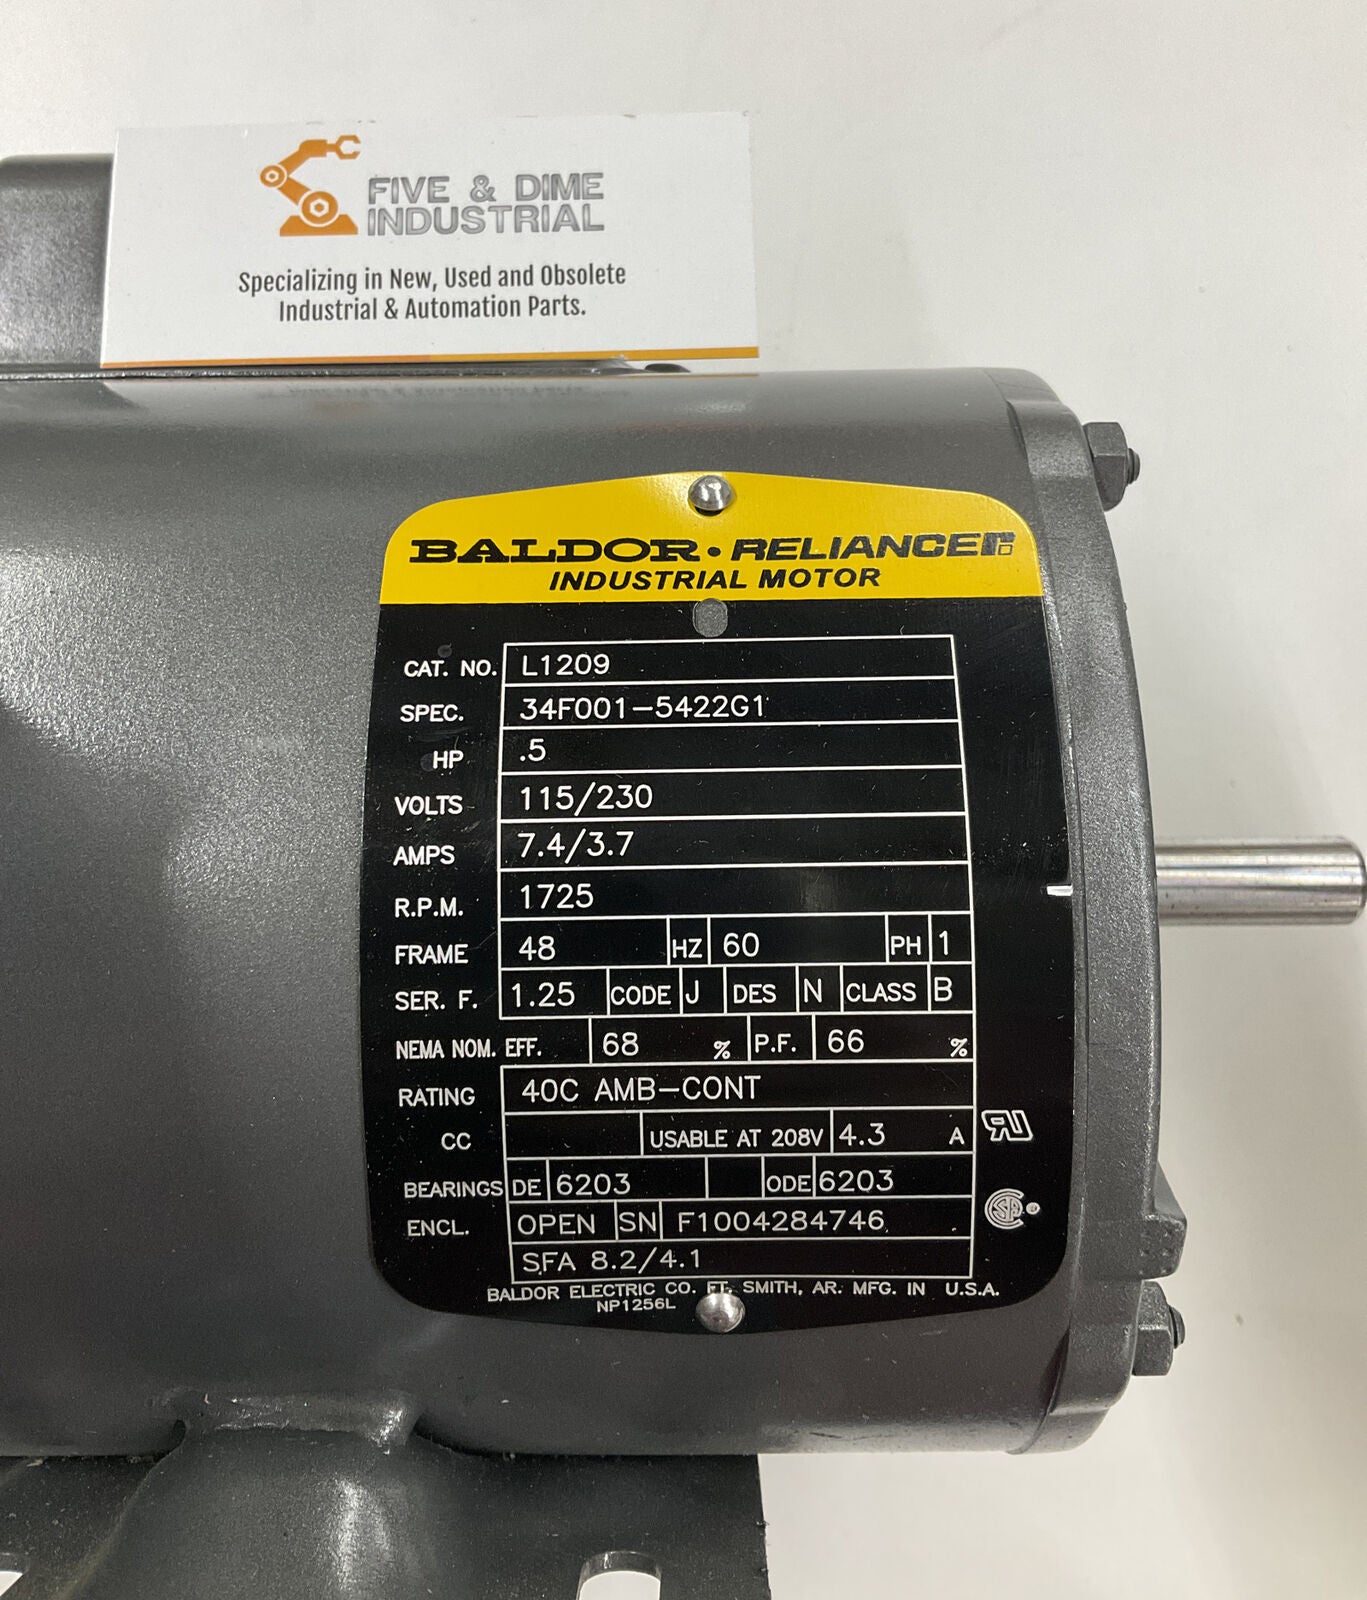 FIVE & DIME
INDUSTRIAL
Specializing in New, Used and Obsolete
Industrial & Automation Parts.
BALDOR • RELIANCER
INDUSTRIAL MOTOR
CAT. NO. L1209
SPEC. 34F001-5422G1
HP .5
VOLTS 115/230
AMPS 7.4/3.7
R.P.M. 1725
FRAME 48 HZ 60 PH 1
SER. F. 1.25 CODE J DES N CLASS B
NEMA NOM. EFF. 68 % P.F. 66 %
RATING 40C AMB-CONT
CC USABLE AT 208V 4.3 A
BEARINGS DE 6203 ODE 6203
ENCL. OPEN SN F1004284746
SFA 8.2/4.1
BALDOR ELECTRIC CO. FT. SMITH, AR. MFG. IN U.S.A.
NP1256L